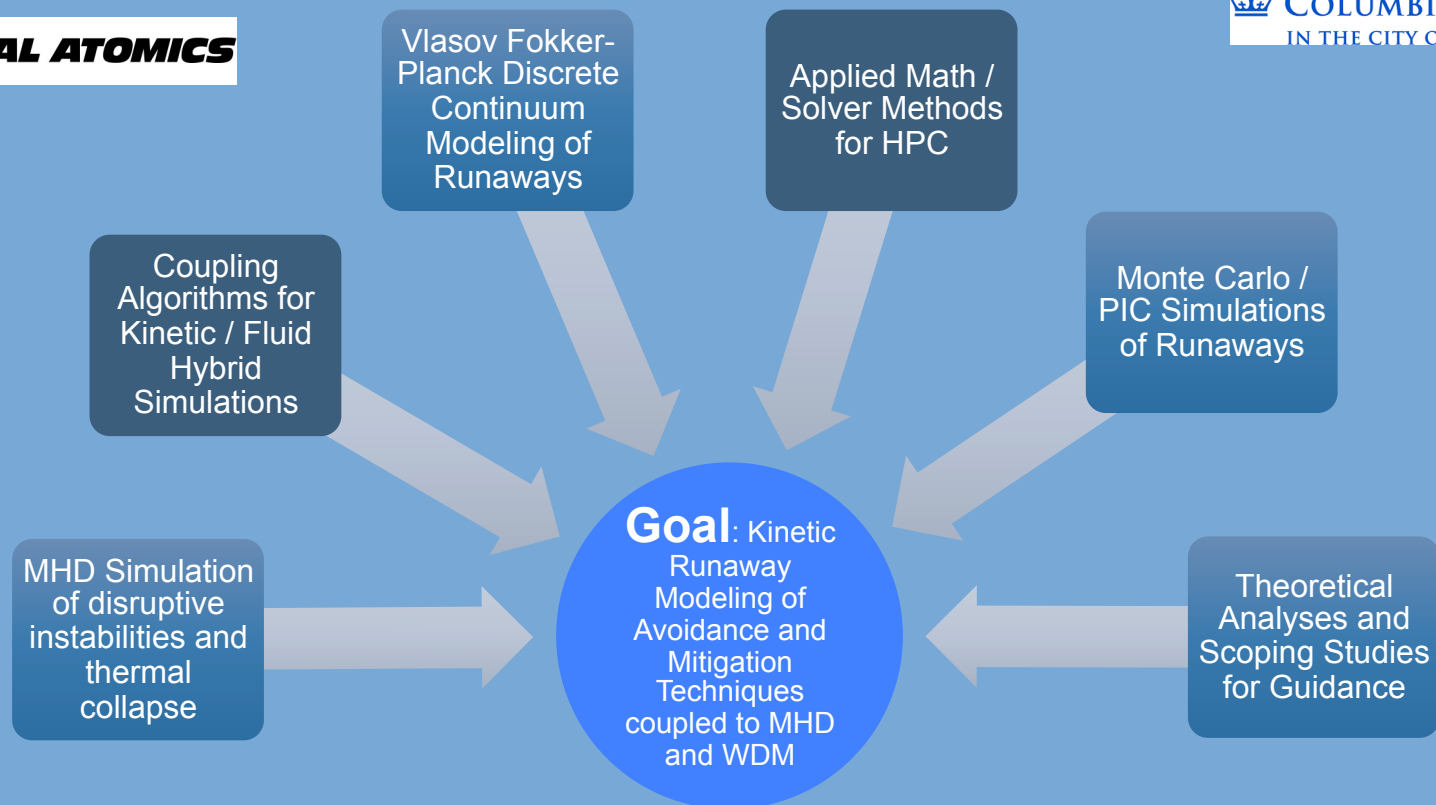 AL ATOMICS
COLUMBI
IN THE CITY O
Vlasov Fokker-
Planck Discrete
Continuum
Modeling of
Runaways
Applied Math /
Solver Methods
for HPC
Coupling
Algorithms for
Kinetic / Fluid
Hybrid
Simulations
Monte Carlo /
PIC Simulations
of Runaways
MHD Simulation
of disruptive
instabilities and
thermal
collapse
Goal: Kinetic
Runaway
Modeling of
Avoidance and
Mitigation
Techniques
coupled to MHD
and WDM
Theoretical
Analyses and
Scoping Studies
for Guidance